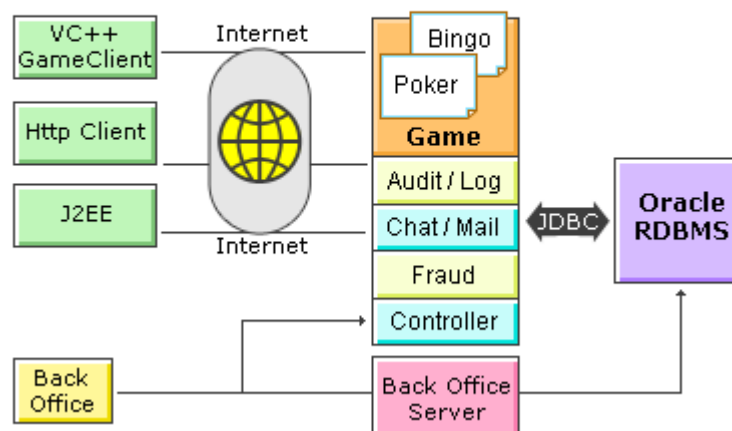 VC++
GameClient
Internet
Bingo
Poker
Game
Http Client
Audit / Log
J2EE
Chat / Mail
JDBC
Oracle
RDBMS
Internet
Fraud
Controller
Back
Office
Back Office
Server